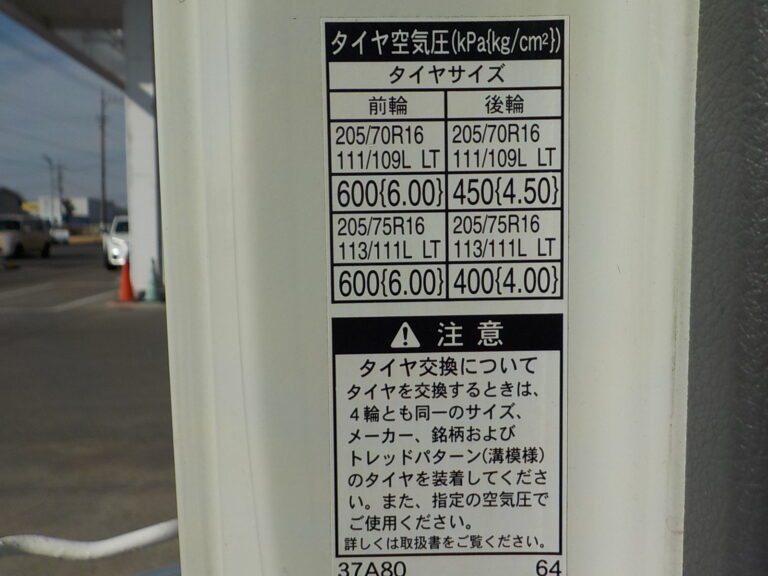 タイヤ空気圧(kPa{kg/cm²})
タイヤサイズ
前輪 後輪
205/70R16 205/70R16
111/109L LT 111/109L LT
600{6.00} 450{4.50}
205/75R16 205/75R16
113/111L LT 113/111L LT
600{6.00} 400{4.00}
注意
タイヤ交換について
タイヤを交換するときは、
4輪とも同一のサイズ、
メーカー、銘柄および
トレッドパターン(溝模様)
のタイヤを装着してくださ
い。また、指定の空気圧で
ご使用ください。
詳しくは取扱書をご覧ください。
37A80 64